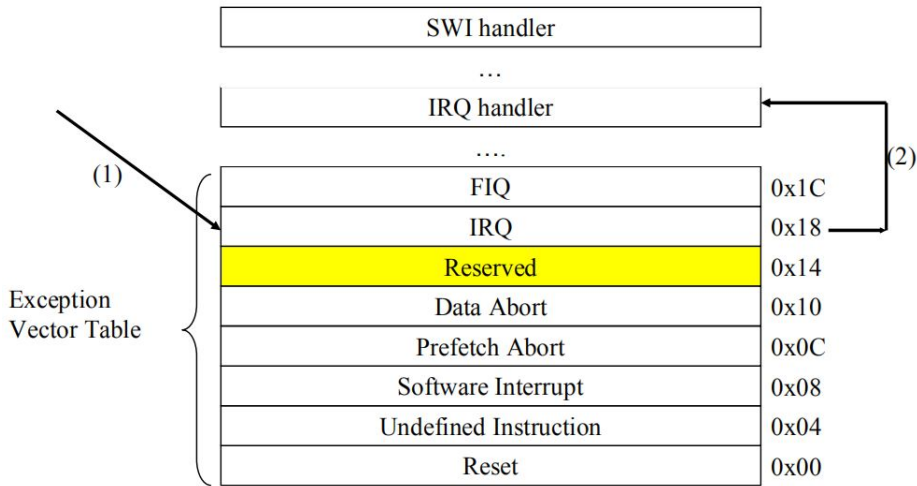 SWI handler
…
IRQ handler
….
(1)
(2)
FIQ 0x1C
IRQ 0x18
Reserved 0x14
Data Abort 0x10
Exception
Vector Table
Prefetch Abort 0x0C
Software Interrupt 0x08
Undefined Instruction 0x04
Reset 0x00